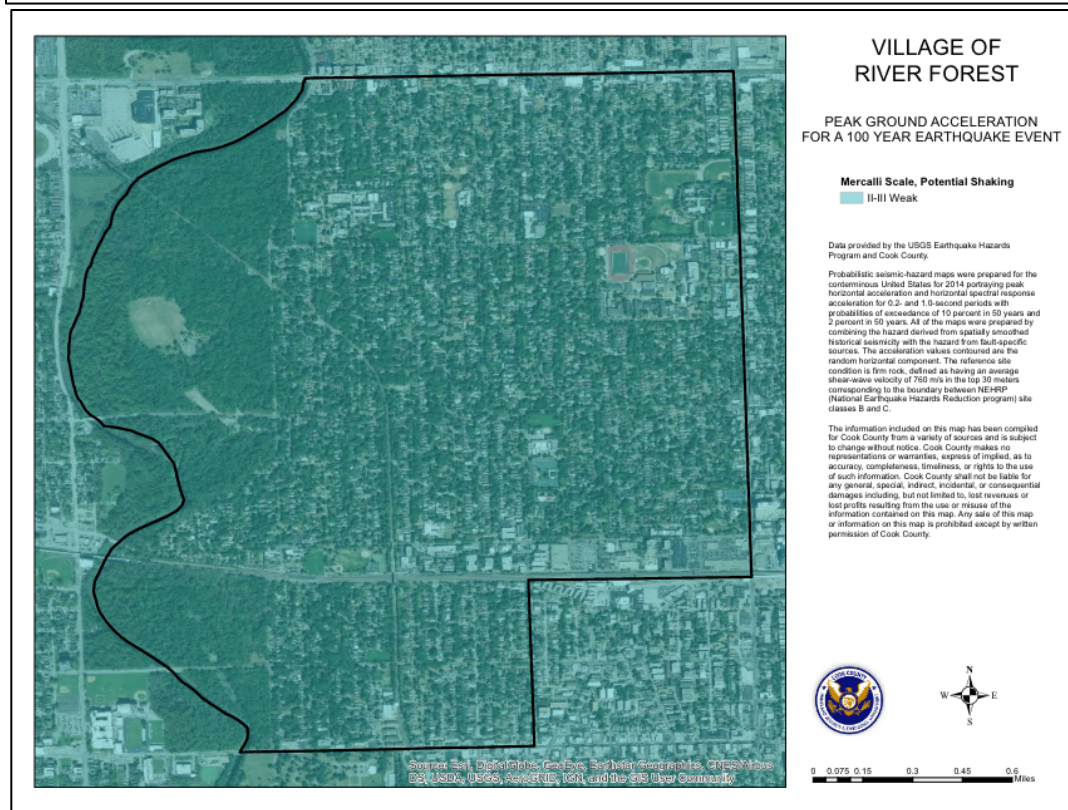 VILLAGE OF
RIVER FOREST
PEAK GROUND ACCELERATION
FOR A 100 YEAR EARTHQUAKE EVENT
Mercalli Scale, Potential Shaking
II-III Weak
Data provided by the USGS Earthquake Hazards
Program and Cook County.
Probabilistic seismic-hazard maps were prepared for the
conterminous United States for 2014 portraying peak
horizontal acceleration and horizontal spectral response
acceleration for 0.2- and 1.0-second periods with
probabilities of exceedance of 10 percent in 50 years and
2 percent in 50 years. All of the maps were prepared by
combining the hazard derived from spatially smoothed
historical seismicity with the hazard from fault-specific
sources. The acceleration values contoured are the
random horizontal component. The reference site
condition is firm rock, defined as having an average
shear-wave velocity of 760 m/s in the top 30 meters
corresponding to the boundary between NEHRP
(National Earthquake Hazards Reduction program) site
classes B and C.
The information included on this map has been compiled
for Cook County from a variety of sources and is subject
to change without notice. Cook County makes no
representations or warranties, express of implied, as to
accuracy, completeness, timeliness, or rights to the use
of such information. Cook County shall not be liable for
any general, special, indirect, incidental, or consequential
damages including, but not limited to, lost revenues or
lost profits resulting from the use or misuse of the
information contained on this map. Any sale of this map
or information on this map is prohibited except by written
permission of Cook County.
COOK COUNTY
N
W E
S
0 0.075 0.15 0.3 0.45 0.6
Miles
Source: Esri, DigitalGlobe, GeoEye, Earthstar Geographics, CNES/Airbus
DS, USDA, USGS, AeroGRID, IGN, and the GIS User Community